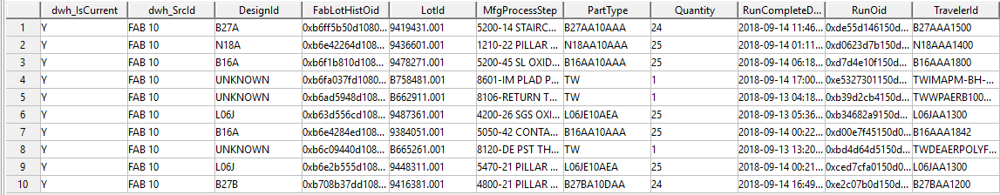 dwh_IsCurrent dwh_SrcId DesignId FabLotHistOid LotId MfgProcessStep PartType Quantity RunCompleteD... RunOid TravelerId
1 Y FAB 10 B27A 0xb6ff5b50d1080... 9419431.001 5200-14 STAIRC... B27AA10AAA 24 2018-09-14 11:46... 0xde55d146150d... B27AAA1500
2 Y FAB 10 N18A 0xb6e42264d108... 9436601.001 1210-22 PILLAR ... N18AA10AAA 25 2018-09-14 01:11... 0xd0623d7b150d... N18AAA1400
3 Y FAB 10 B16A 0xb6f1b810d108... 9478271.001 5200-45 SL OXID... B16AA10AAA 25 2018-09-14 06:18... 0xd7d4e10f150d... B16AAA1800
4 Y FAB 10 UNKNOWN 0xb6fa037fd1080... B758481.001 8601-IM PLAD P... TW 1 2018-09-14 17:00... 0xe5327301150d... TWIMAPM-BH-...
5 Y FAB 10 UNKNOWN 0xb6ad5948d108... B662911.001 8106-RETURN T... TW 1 2018-09-13 04:18... 0xb39d2cb4150d... TWWPAERB100...
6 Y FAB 10 L06J 0xb63d556cd108... 9487361.001 4200-26 SGS OXI... L06JE10AEA 25 2018-09-13 05:36... 0xb34682a9150d... L06JAA1300
7 Y FAB 10 B16A 0xb6e4284ed108... 9384051.001 5050-42 CONTA... B16AA10AAA 25 2018-09-14 00:22... 0xd00e7f45150d0... B16AAA1842
8 Y FAB 10 UNKNOWN 0xb6c09440d108... B665261.001 8120-DE PST TH... TW 1 2018-09-13 13:20... 0xbd4d64d5150d... TWDEAERPOLYF...
9 Y FAB 10 L06J 0xb6e2b555d108... 9448311.001 5470-21 PILLAR ... L06JE10AEA 25 2018-09-14 00:21... 0xced7cfa0150d... L06JAA1300
10 Y FAB 10 B27B 0xb708b37dd108... 9416381.001 4800-21 PILLAR ... B27BA10DAA 24 2018-09-14 16:49... 0xe2c07b0d150d... B27BAA1200